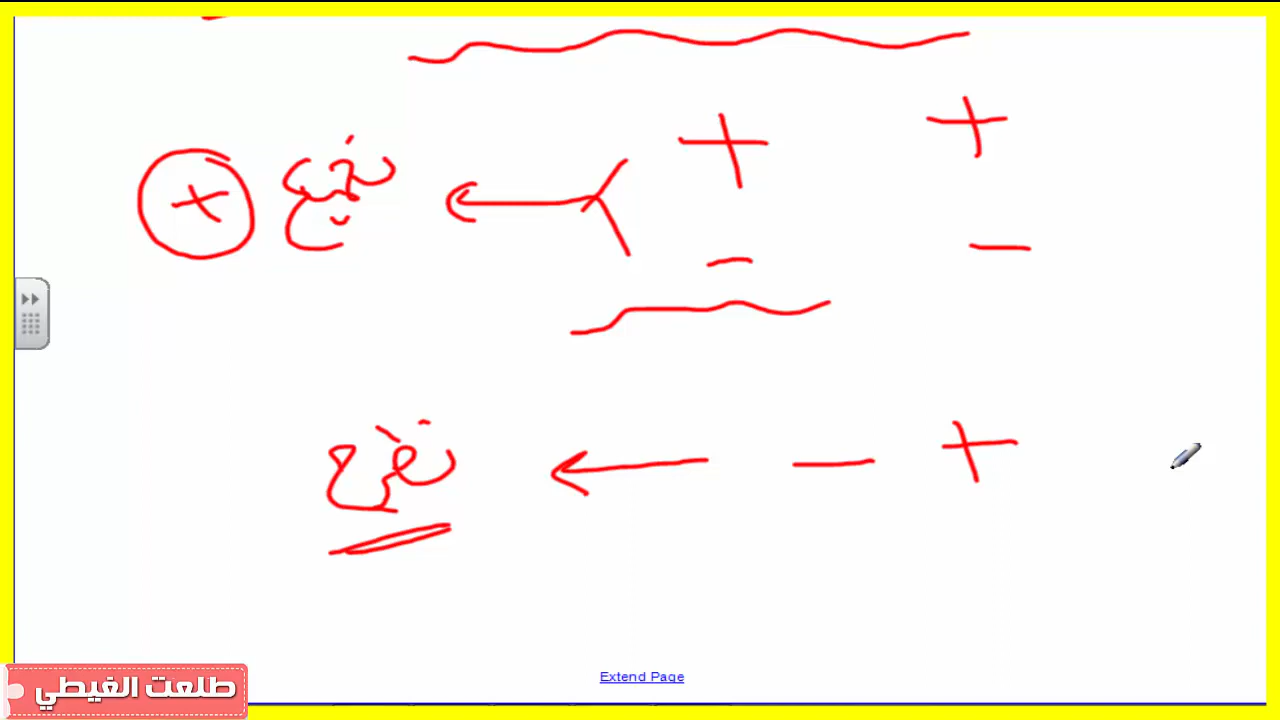 + +
← نجمع +
− −
+ − ← نطرح
Extend Page
طلعت الغيطي